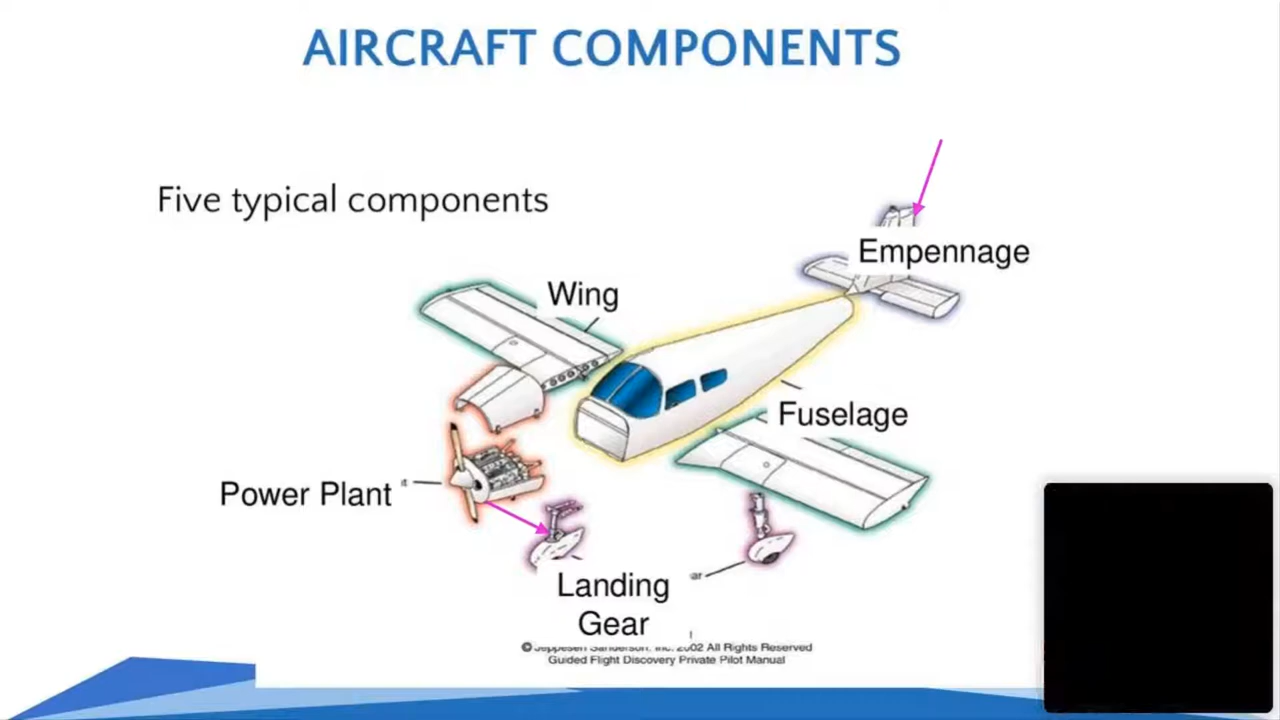 AIRCRAFT COMPONENTS
Five typical components
Empennage
Wing
Fuselage
Power Plant
Landing
Gear
© Jeppesen Sanderson, Inc. 2002 All Rights Reserved
Guided Flight Discovery Private Pilot Manual